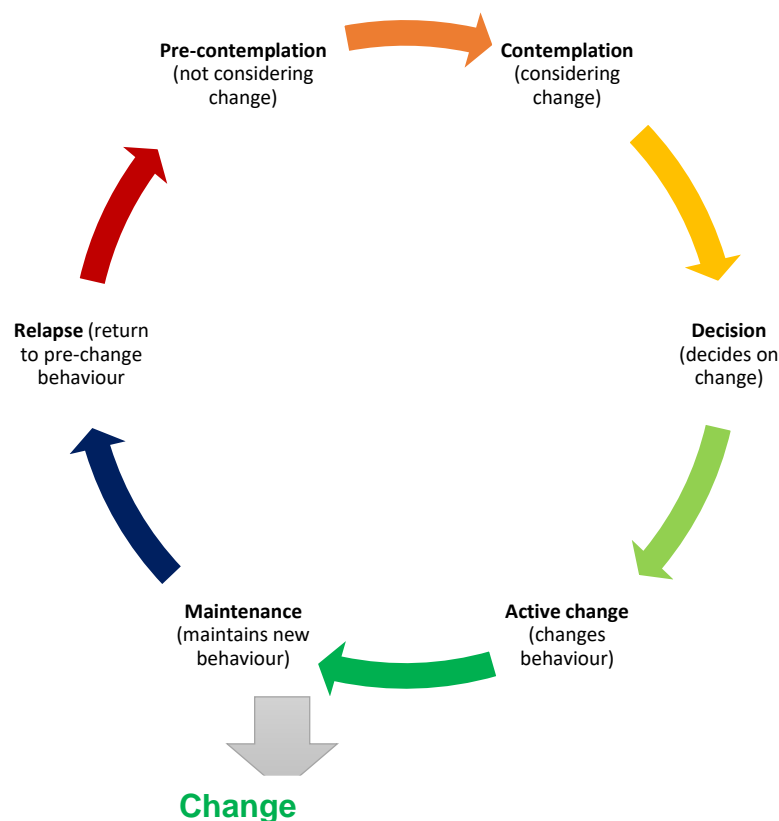 Pre-contemplation
(not considering
change)
Contemplation
(considering
change)
Decision
(decides on
change)
Active change
(changes
behaviour)
Maintenance
(maintains new
behaviour)
Relapse (return
to pre-change
behaviour
Change